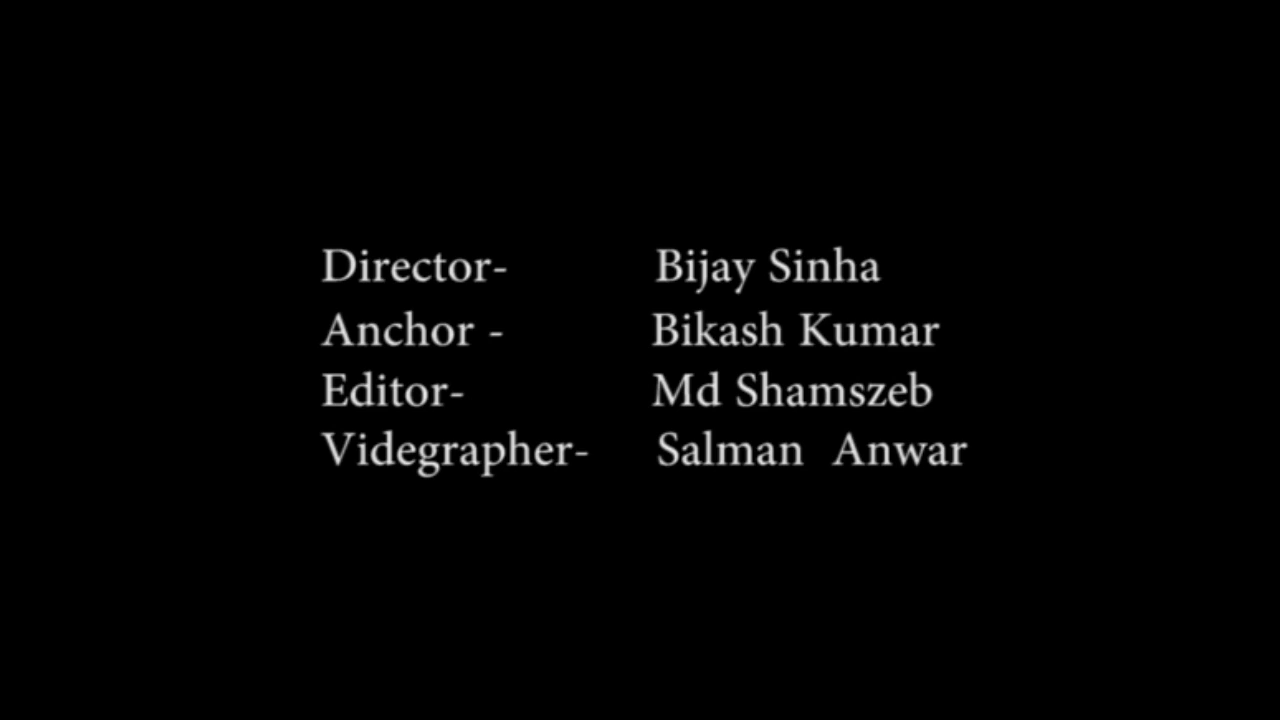 Director- Bijay Sinha
Anchor - Bikash Kumar
Editor- Md Shamszeb
Videgrapher- Salman Anwar